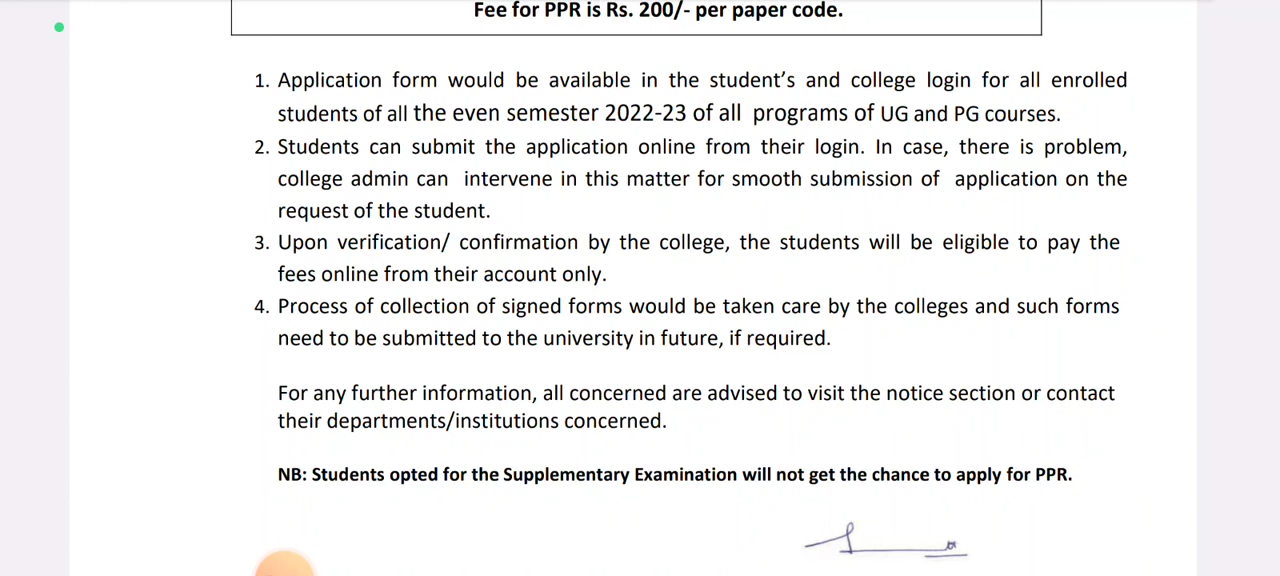 Fee for PPR is Rs. 200/- per paper code.
1. Application form would be available in the student’s and college login for all enrolled
students of all the even semester 2022-23 of all programs of UG and PG courses.
2. Students can submit the application online from their login. In case, there is problem,
college admin can intervene in this matter for smooth submission of application on the
request of the student.
3. Upon verification/ confirmation by the college, the students will be eligible to pay the
fees online from their account only.
4. Process of collection of signed forms would be taken care by the colleges and such forms
need to be submitted to the university in future, if required.
For any further information, all concerned are advised to visit the notice section or contact
their departments/institutions concerned.
NB: Students opted for the Supplementary Examination will not get the chance to apply for PPR.